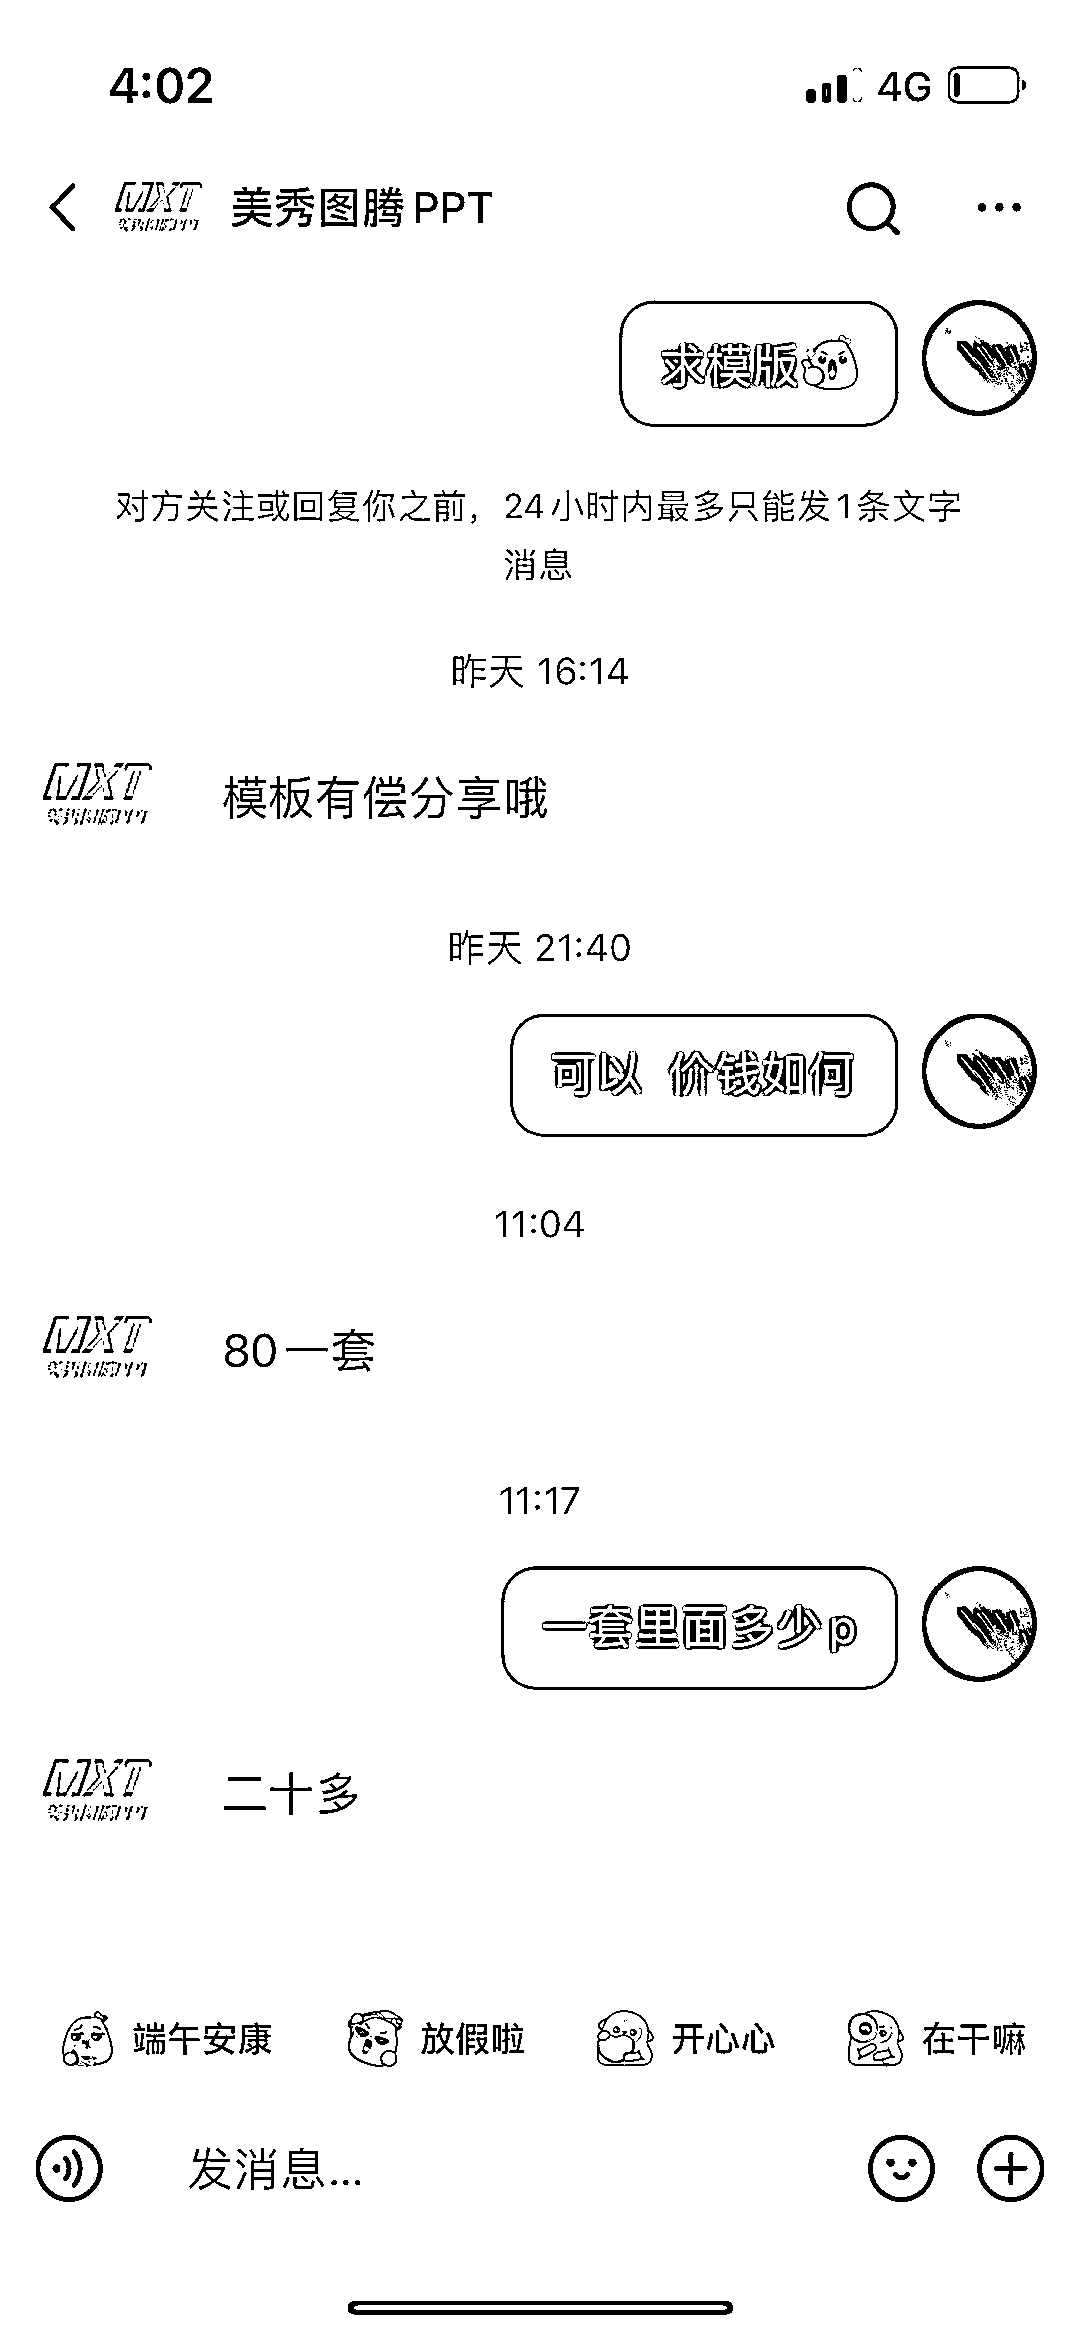 4:02
4G
MXT
美秀图腾PPT
求模版
对方关注或回复你之前，24小时内最多只能发1条文字
消息
昨天 16:14
MXT
模板有偿分享哦
昨天 21:40
可以 价钱如何
11:04
MXT
80一套
11:17
一套里面多少p
MXT
二十多
端午安康 放假啦 开心心 在干嘛
发消息...